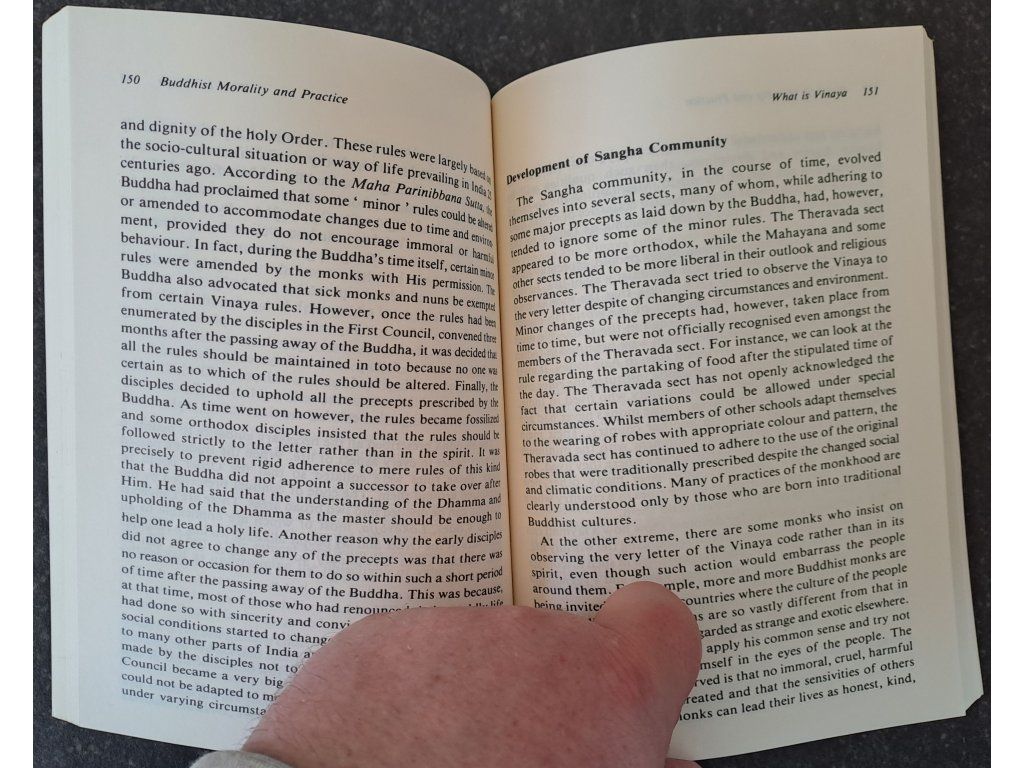 150 Buddhist Morality and Practice
and dignity of the holy Order. These rules were largely based on
the socio-cultural situation or way of life prevailing in India
centuries ago. According to the Maha Parinibbana Sutta, the
Buddha had proclaimed that some ' minor ' rules could be altered
or amended to accommodate changes due to time and environ-
ment, provided they do not encourage immoral or harmful
behaviour. In fact, during the Buddha's time itself, certain minor
rules were amended by the monks with His permission. The
Buddha also advocated that sick monks and nuns be exempted
from certain Vinaya rules. However, once the rules had been
enumerated by the disciples in the First Council, convened three
months after the passing away of the Buddha, it was decided that
all the rules should be maintained in toto because no one was
certain as to which of the rules should be altered. Finally, the
disciples decided to uphold all the precepts prescribed by the
Buddha. As time went on however, the rules became fossilized
and some orthodox disciples insisted that the rules should be
followed strictly to the letter rather than in the spirit. It was
precisely to prevent rigid adherence to mere rules of this kind
that the Buddha did not appoint a successor to take over after
Him. He had said that the understanding of the Dhamma and
upholding of the Dhamma as the master should be enough to
help one lead a holy life. Another reason why the early disciples
did not agree to change any of the precepts was that there was
no reason or occasion for them to do so within such a short period
of time after the passing away of the Buddha. This was because,
at that time, most of those who had renounced life
had done so with sincerity and
social conditions started to
to many other parts of India
made by the disciples not to
Council became a very big
could not be adapted to
under varying
What is Vinaya 151
Development of Sangha Community
The Sangha community, in the course of time, evolved
themselves into several sects, many of whom, while adhering to
some major precepts as laid down by the Buddha, had, however,
tended to ignore some of the minor rules. The Theravada sect
appeared to be more orthodox, while the Mahayana and some
other sects tended to be more liberal in their outlook and religious
observances. The Theravada sect tried to observe the Vinaya to
the very letter despite of changing circumstances and environment.
Minor changes of the precepts had, however, taken place from
time to time, but were not officially recognised even amongst the
members of the Theravada sect. For instance, we can look at the
rule regarding the partaking of food after the stipulated time of
the day. The Theravada sect has not openly acknowledged the
fact that certain variations could be allowed under special
circumstances. Whilst members of other schools adapt themselves
to the wearing of robes with appropriate colour and pattern, the
Theravada sect has continued to adhere to the use of the original
robes that were traditionally prescribed despite the changed social
and climatic conditions. Many of practices of the monkhood are
clearly understood only by those who are born into traditional
Buddhist cultures.
At the other extreme, there are some monks who insist on
observing the very letter of the Vinaya code rather than in its
spirit, even though such action would embarrass the people
around them. more and more Buddhist monks are
being countries where the culture of the people
are so vastly different from that in
as strange and exotic elsewhere.
apply his common sense and try not
in the eyes of the people. The
is that no immoral, cruel, harmful
and that the sensitivities of others
can lead their lives as honest, kind,